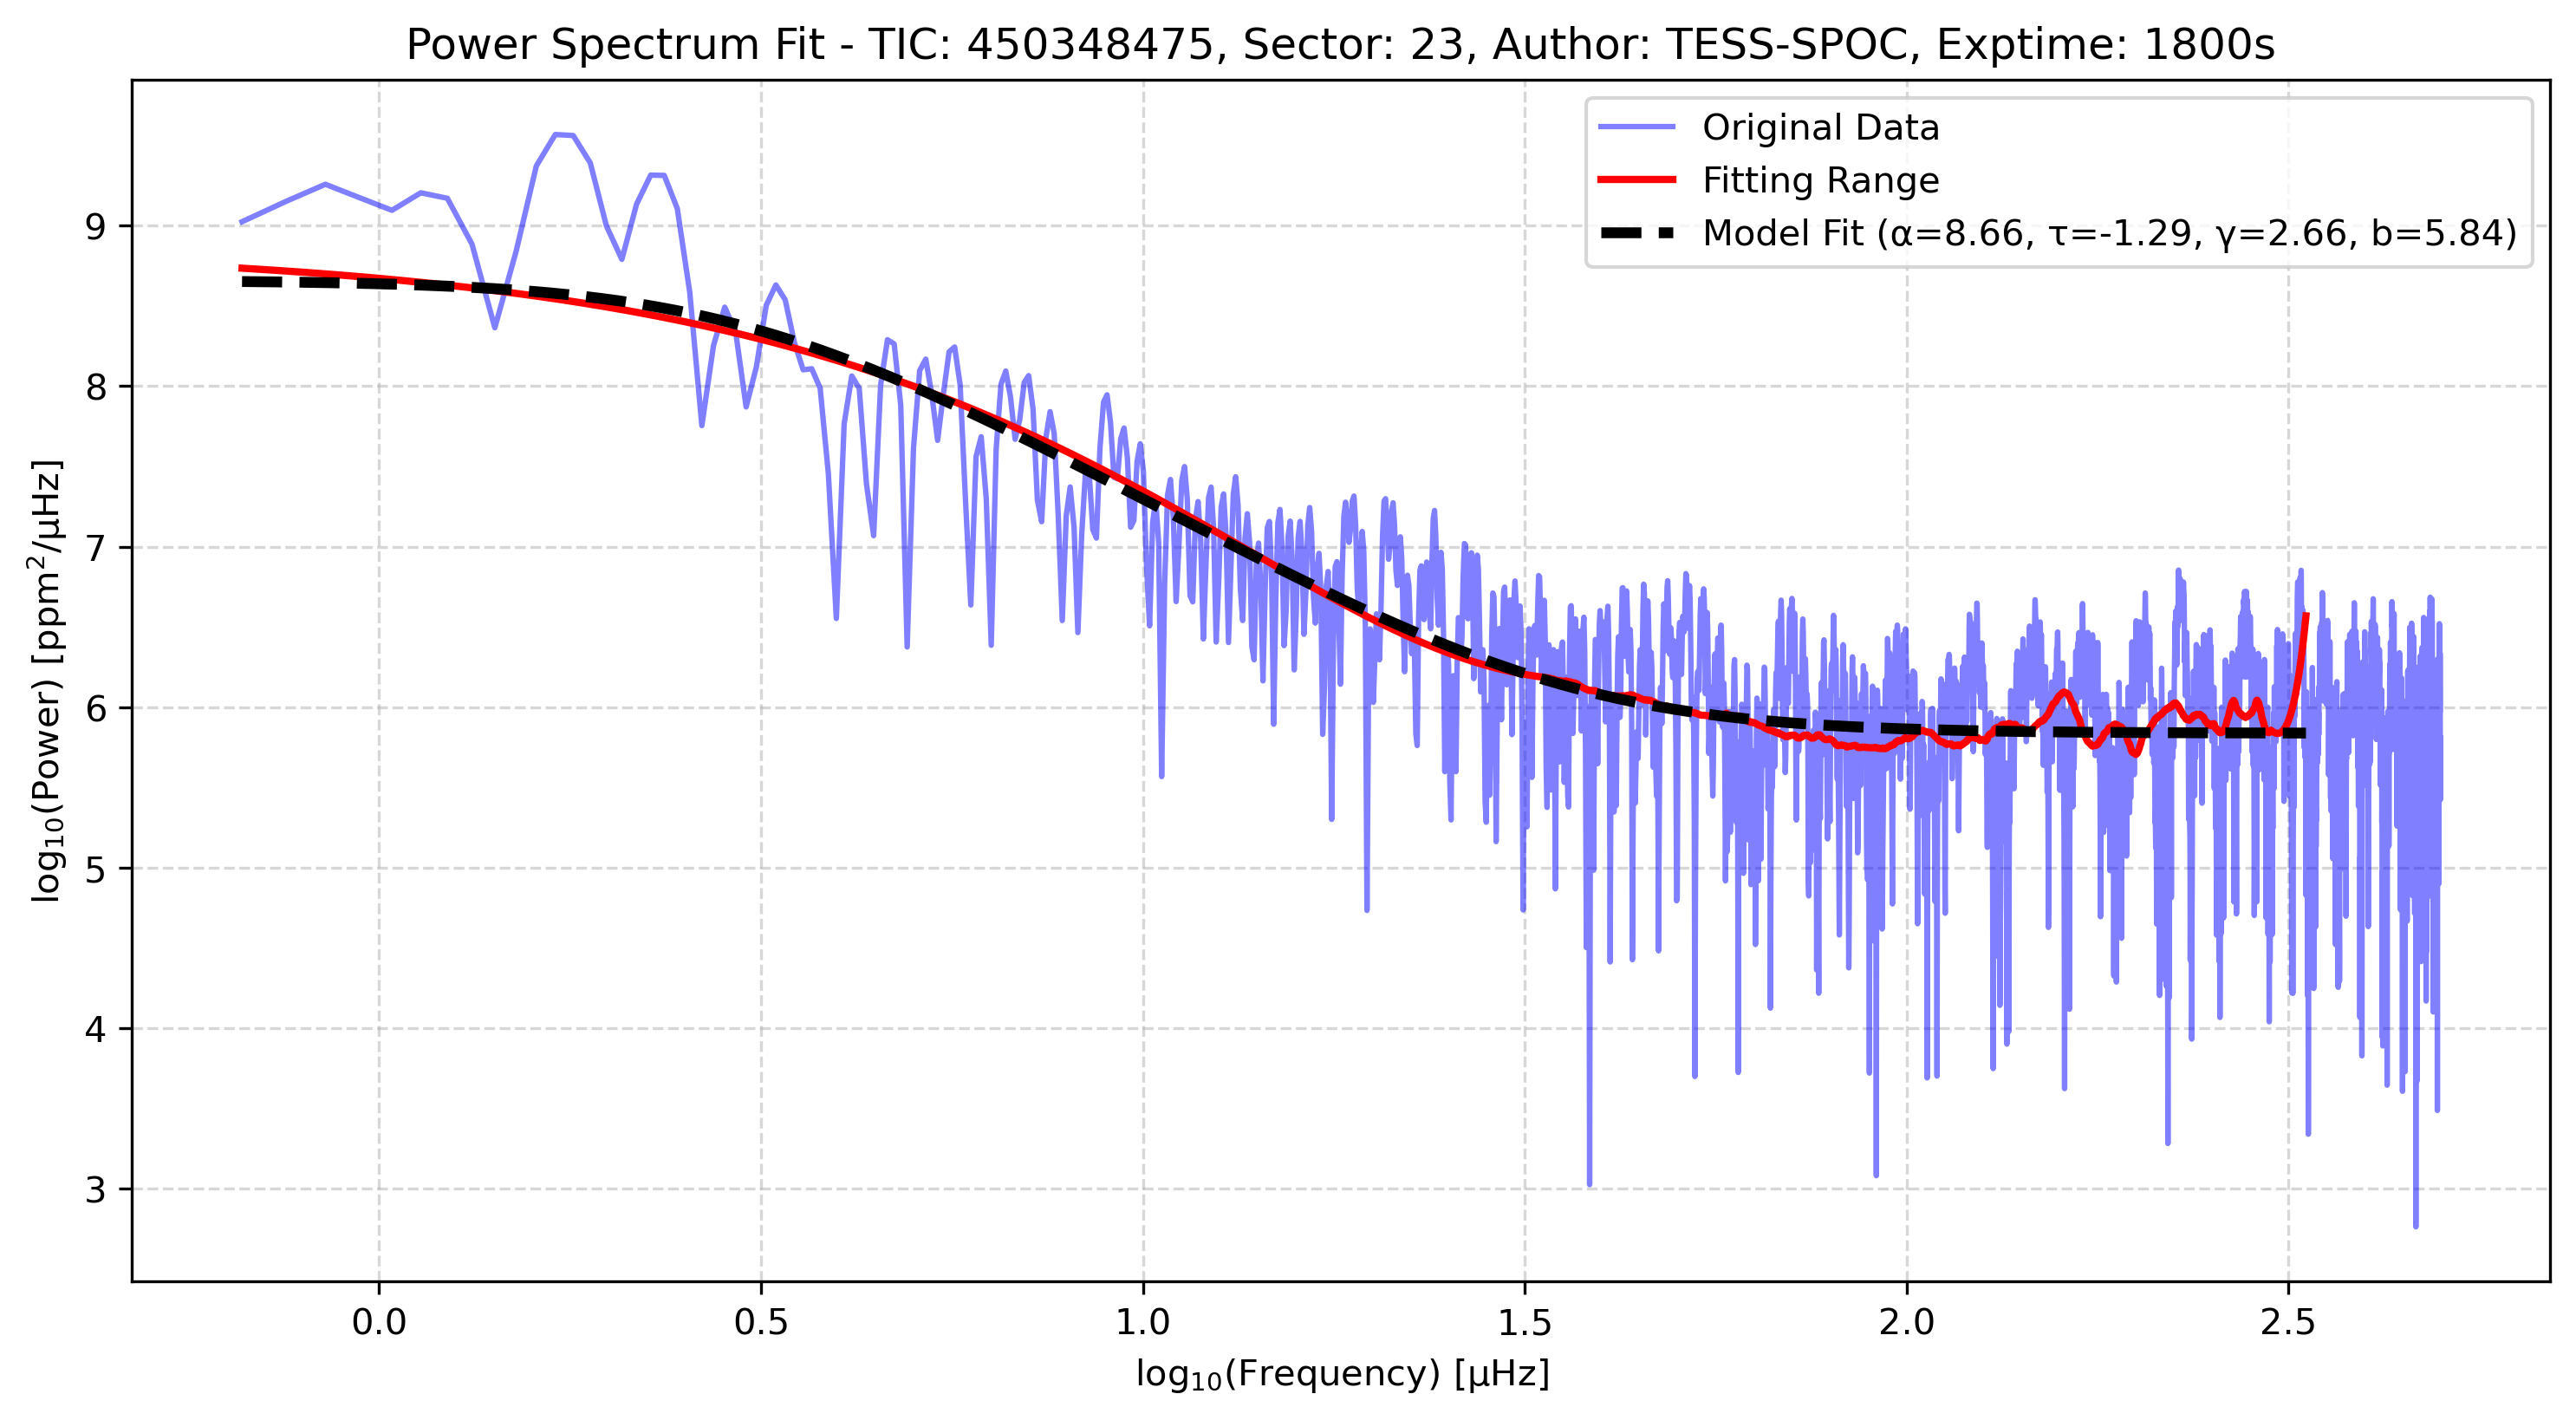 Power Spectrum Fit - TIC: 450348475, Sector: 23, Author: TESS-SPOC, Exptime: 1800s
Original Data
Fitting Range
Model Fit (α=8.66, τ=-1.29, γ=2.66, b=5.84)
log₁₀(Power) [ppm²/μHz]
9
8
7
6
5
4
3
0.0 0.5 1.0 1.5 2.0 2.5
log₁₀(Frequency) [μHz]